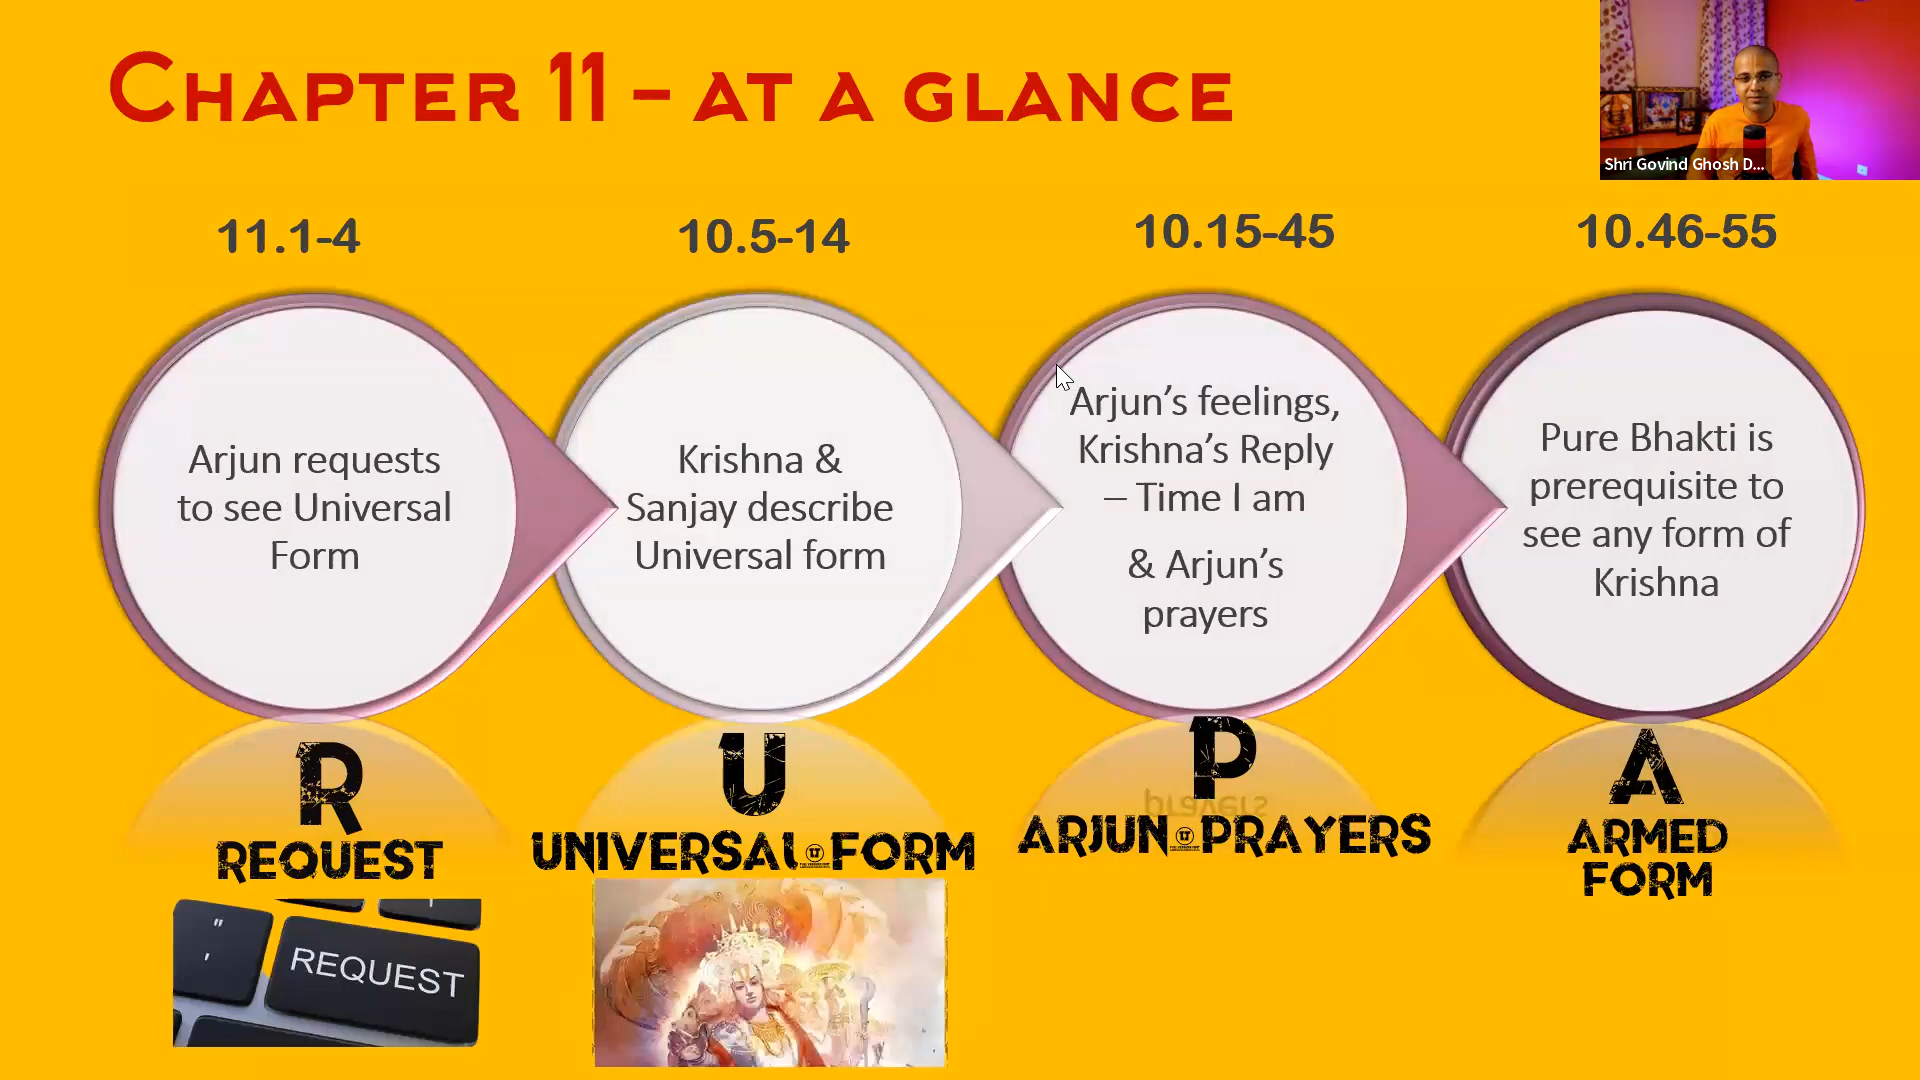 CHAPTER 11 – AT A GLANCE
Shri Govind Ghosh D...
11.1-4
10.5-14
10.15-45
10.46-55
Arjun requests
to see Universal
Form
Krishna &
Sanjay describe
Universal form
Arjun's feelings,
Krishna's Reply
– Time I am
& Arjun's
prayers
Pure Bhakti is
prerequisite to
see any form of
Krishna
R
REQUEST
U
UNIVERSAL FORM
P
prayers
ARJUN PRAYERS
A
ARMED
FORM
" 
'
REQUEST